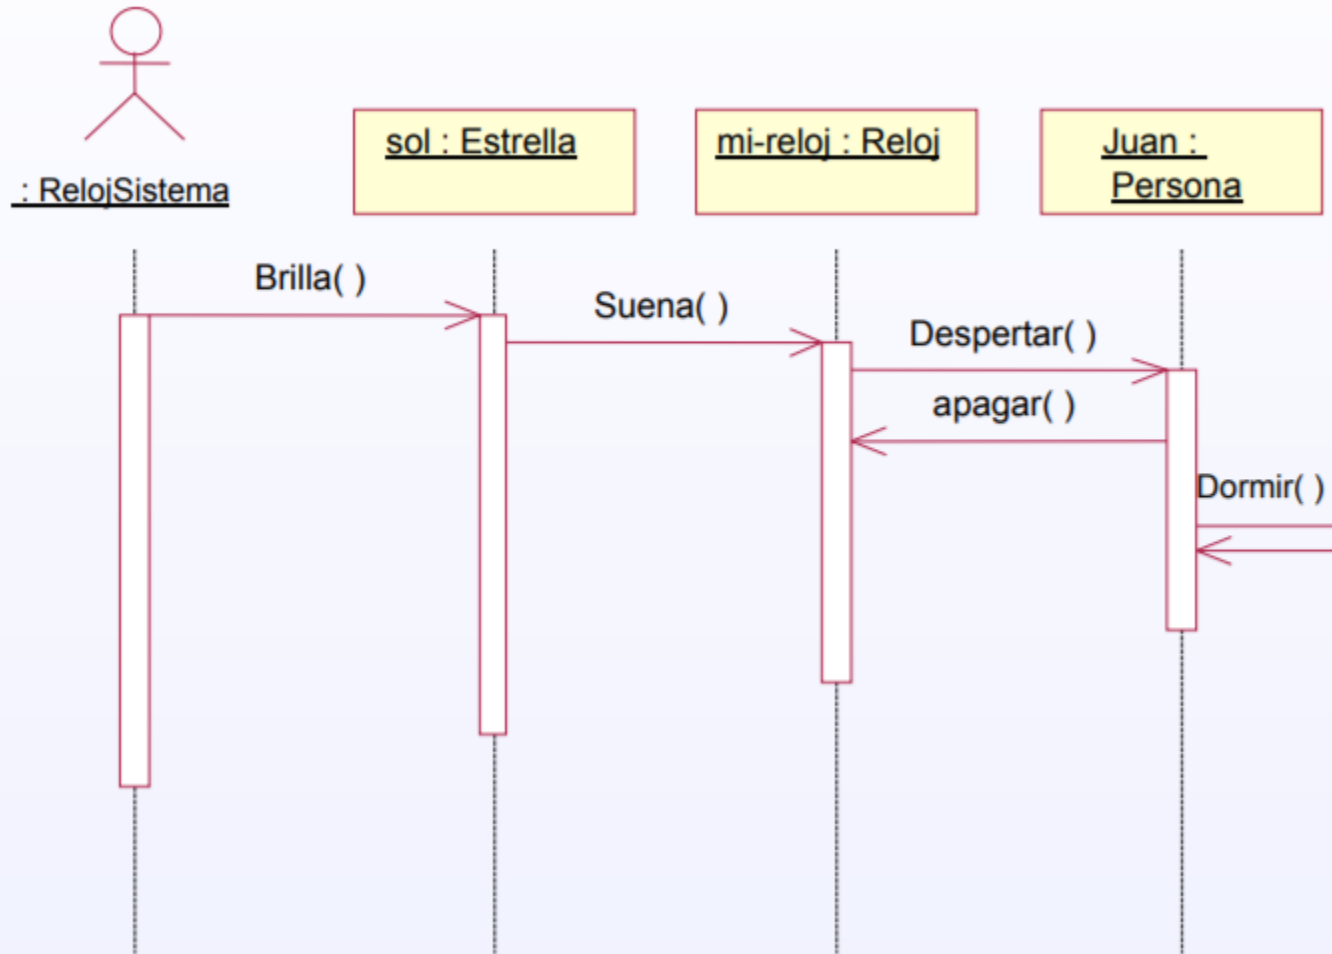 : RelojSistema
sol : Estrella
mi-reloj : Reloj
Juan :
Persona
Brilla( )
Suena( )
Despertar( )
apagar( )
Dormir( )